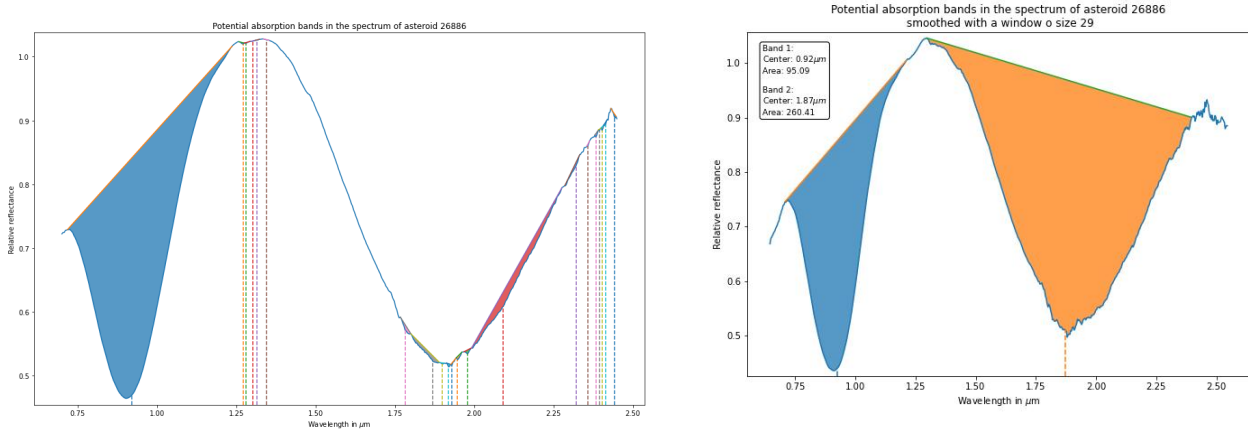 Potential absorption bands in the spectrum of asteroid 26886
1.0
0.9
0.8
0.7
0.6
0.5
Relative reflectance
0.75
1.00
1.25
1.50
1.75
2.00
2.25
2.50
Wavelength in μm
Potential absorption bands in the spectrum of asteroid 26886
smoothed with a window o size 29
Band 1:
Center: 0.92μm
Area: 95.09
Band 2:
Center: 1.87μm
Area: 260.41
1.0
0.9
0.8
0.7
0.6
0.5
Relative reflectance
0.75
1.00
1.25
1.50
1.75
2.00
2.25
2.50
Wavelength in μm